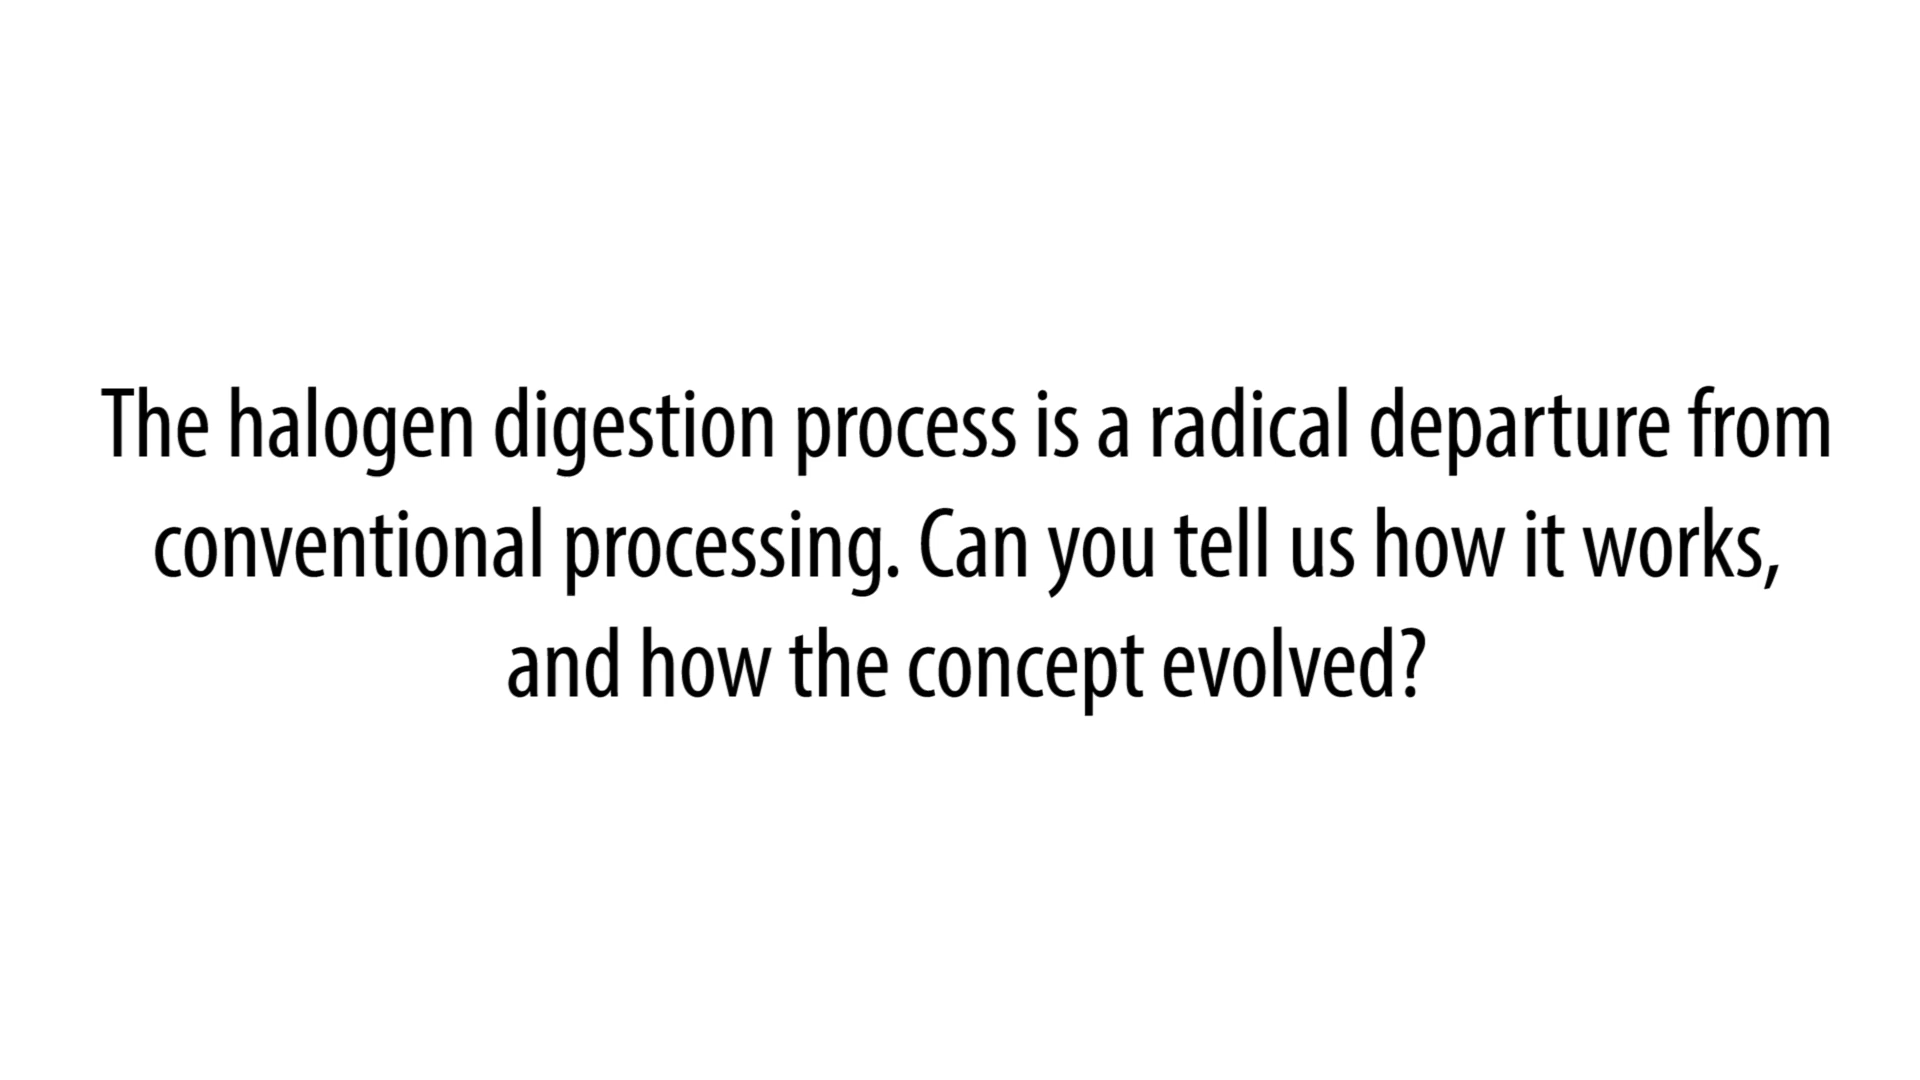 The halogen digestion process is a radical departure from
conventional processing. Can you tell us how it works,
and how the concept evolved?